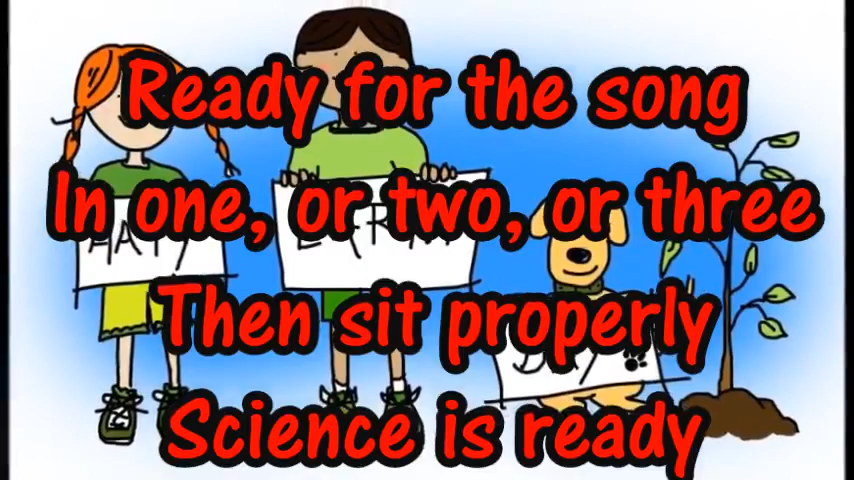 Ready for the song
In one, or two, or three
Then sit properly
Science is ready